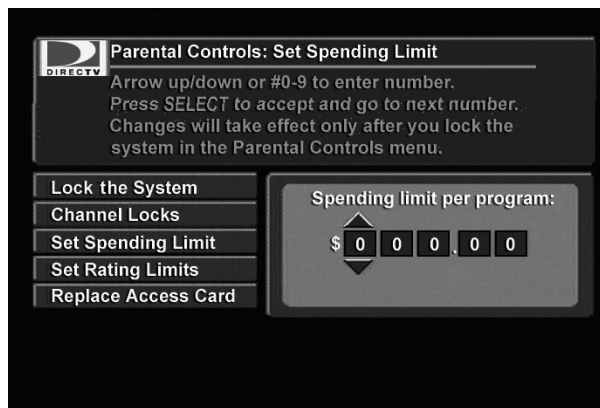 DIRECTV
Parental Controls: Set Spending Limit
Arrow up/down or #0-9 to enter number.
Press SELECT to accept and go to next number.
Changes will take effect only after you lock the
system in the Parental Controls menu.
Lock the System
Channel Locks
Set Spending Limit
Set Rating Limits
Replace Access Card
Spending limit per program:
$ 0 0 0 . 0 0